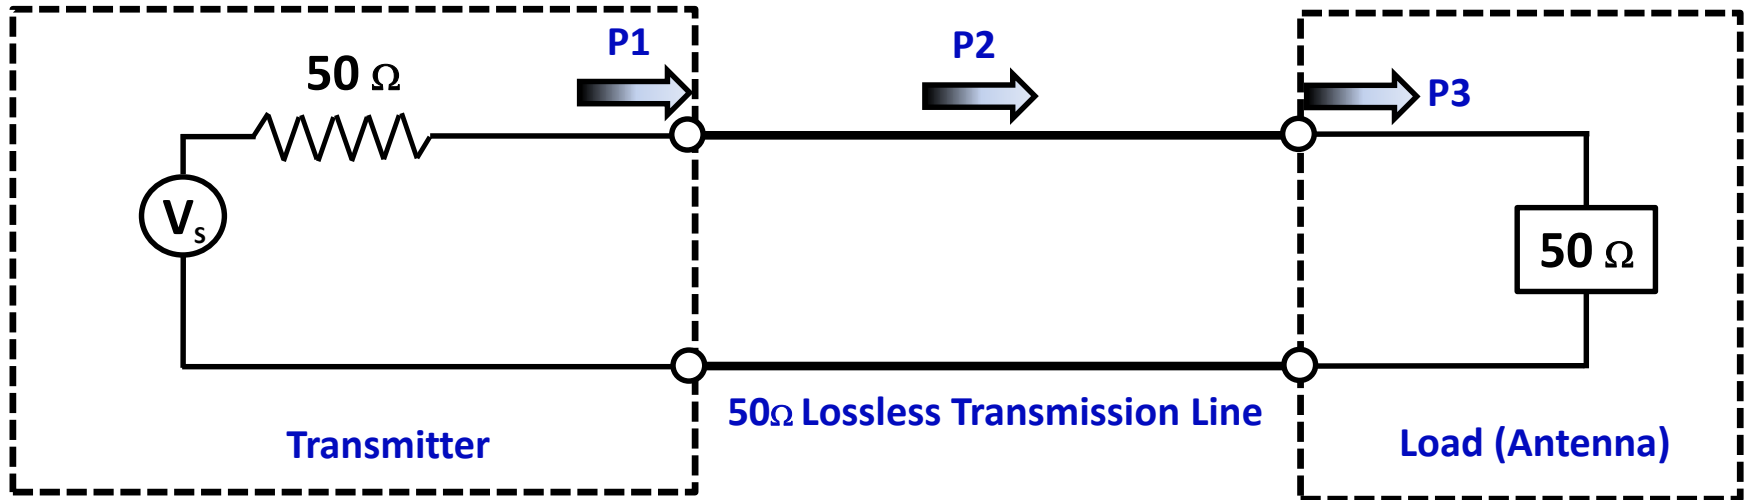 P1
P2
50 Ω
P3
Vs
50 Ω
50Ω Lossless Transmission Line
Transmitter
Load (Antenna)